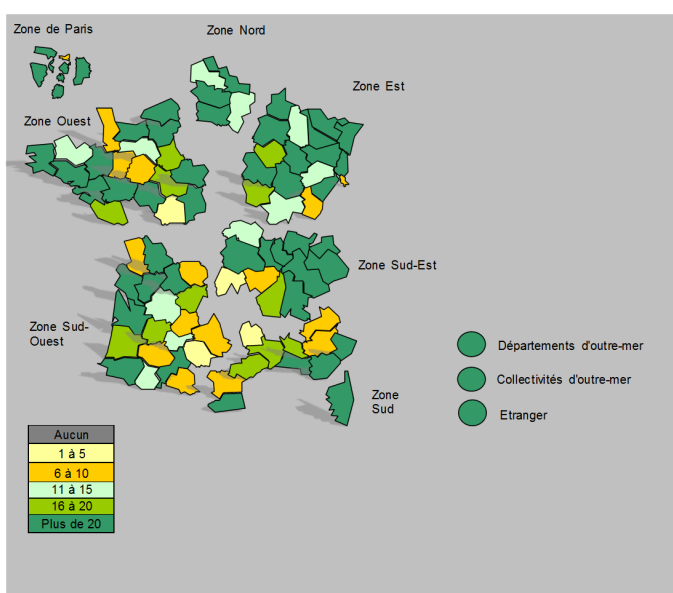 Zone de Paris
Zone Nord
Zone Est
Zone Ouest
Zone Sud-Est
Zone Sud-
Ouest
Départements d'outre-mer
Collectivités d'outre-mer
Zone
Sud
Etranger
Aucun
1 à 5
6 à 10
11 à 15
16 à 20
Plus de 20